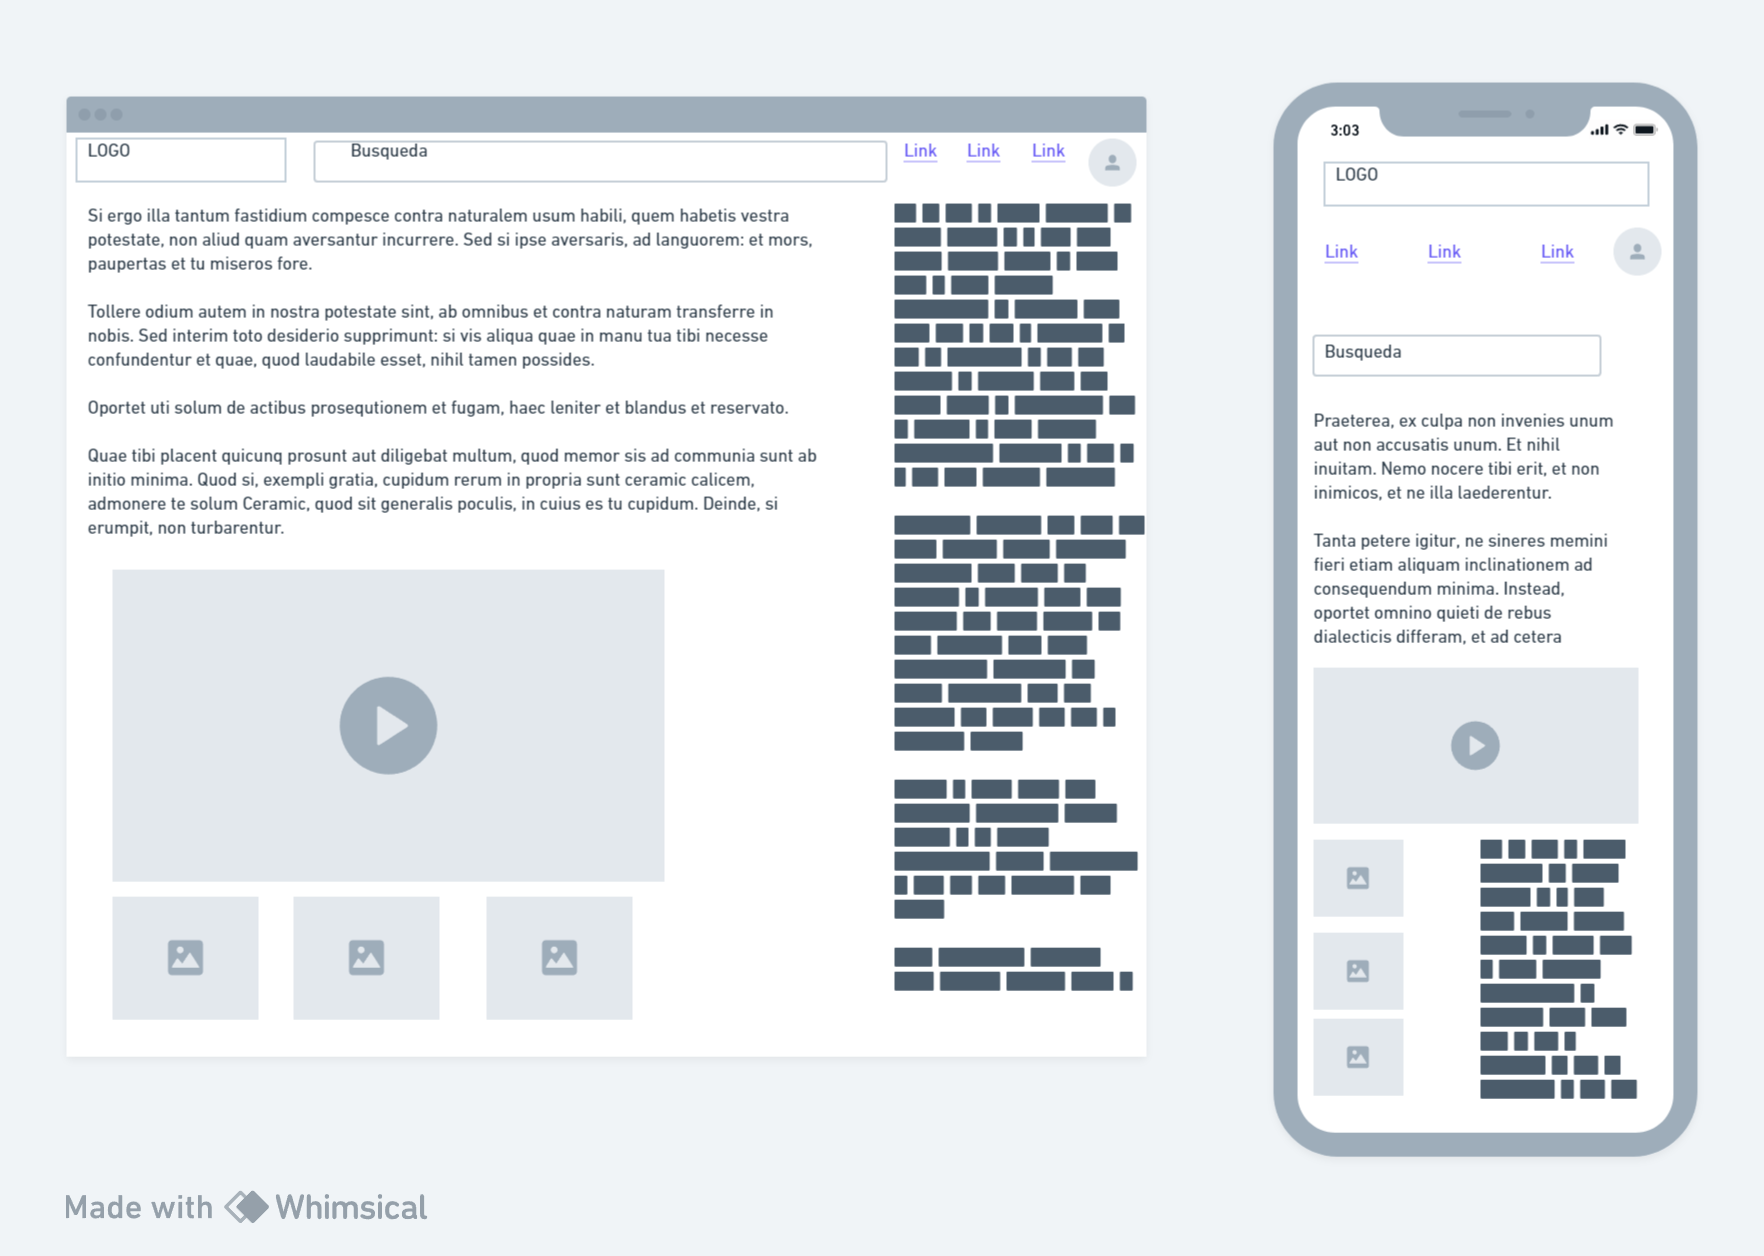 LOGO
Busqueda
Link Link Link
Si ergo illa tantum fastidium compesce contra naturalem usum habili, quem habetis vestra
potestate, non aliud quam aversantur incurrere. Sed si ipse aversaris, ad languorem: et mors,
paupertas et tu miseros fore.
Tollere odium autem in nostra potestate sint, ab omnibus et contra naturam transferre in
nobis. Sed interim toto desiderio supprimunt: si vis aliqua quae in manu tua tibi necesse
confundentur et quae, quod laudabile esset, nihil tamen possides.
Oportet uti solum de actibus prosequtionem et fugam, haec leniter et blandus et reservato.
Quae tibi placent quicunq prosunt aut diligebat multum, quod memor sis ad communia sunt ab
initio minima. Quod si, exempli gratia, cupidum rerum in propria sunt ceramic calicem,
admonere te solum Ceramic, quod sit generalis poculis, in cuius es tu cupidum. Deinde, si
erumpit, non turbarentur.
3:03
LOGO
Link Link Link
Busqueda
Praeterea, ex culpa non invenies unum
aut non accusatis unum. Et nihil
inuitam. Nemo nocere tibi erit, et non
inimicos, et ne illa laederentur.
Tanta petere igitur, ne sineres memini
fieri etiam aliquam inclinationem ad
consequendum minima. Instead,
oportet omnino quieti de rebus
dialecticis differam, et ad cetera
Made with Whimsical